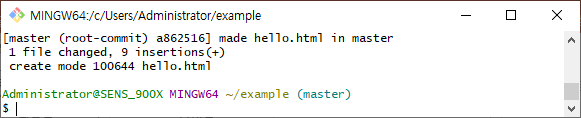 MINGW64:/c/Users/Administrator/example
[master (root-commit) a862516] made hello.html in master
 1 file changed, 9 insertions(+)
 create mode 100644 hello.html
Administrator@SENS_900X MINGW64 ~/example (master)
$